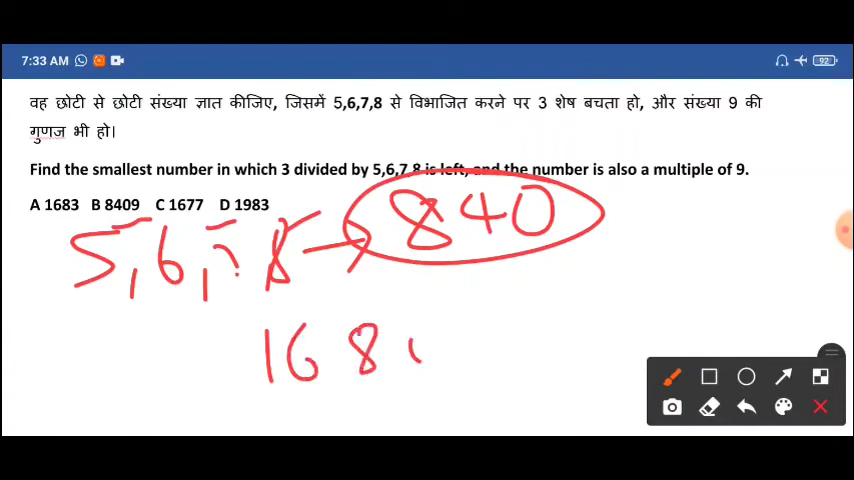 7:33 AM 92
वह छोटी से छोटी संख्या ज्ञात कीजिए, जिसमें 5,6,7,8 से विभाजित करने पर 3 शेष बचता हो, और संख्या 9 की
गुणज भी हो।
Find the smallest number in which 3 divided by 5,6,7,8 is left, and the number is also a multiple of 9.
A 1683 B 8409 C 1677 D 1983
840
5,6,7 8
168